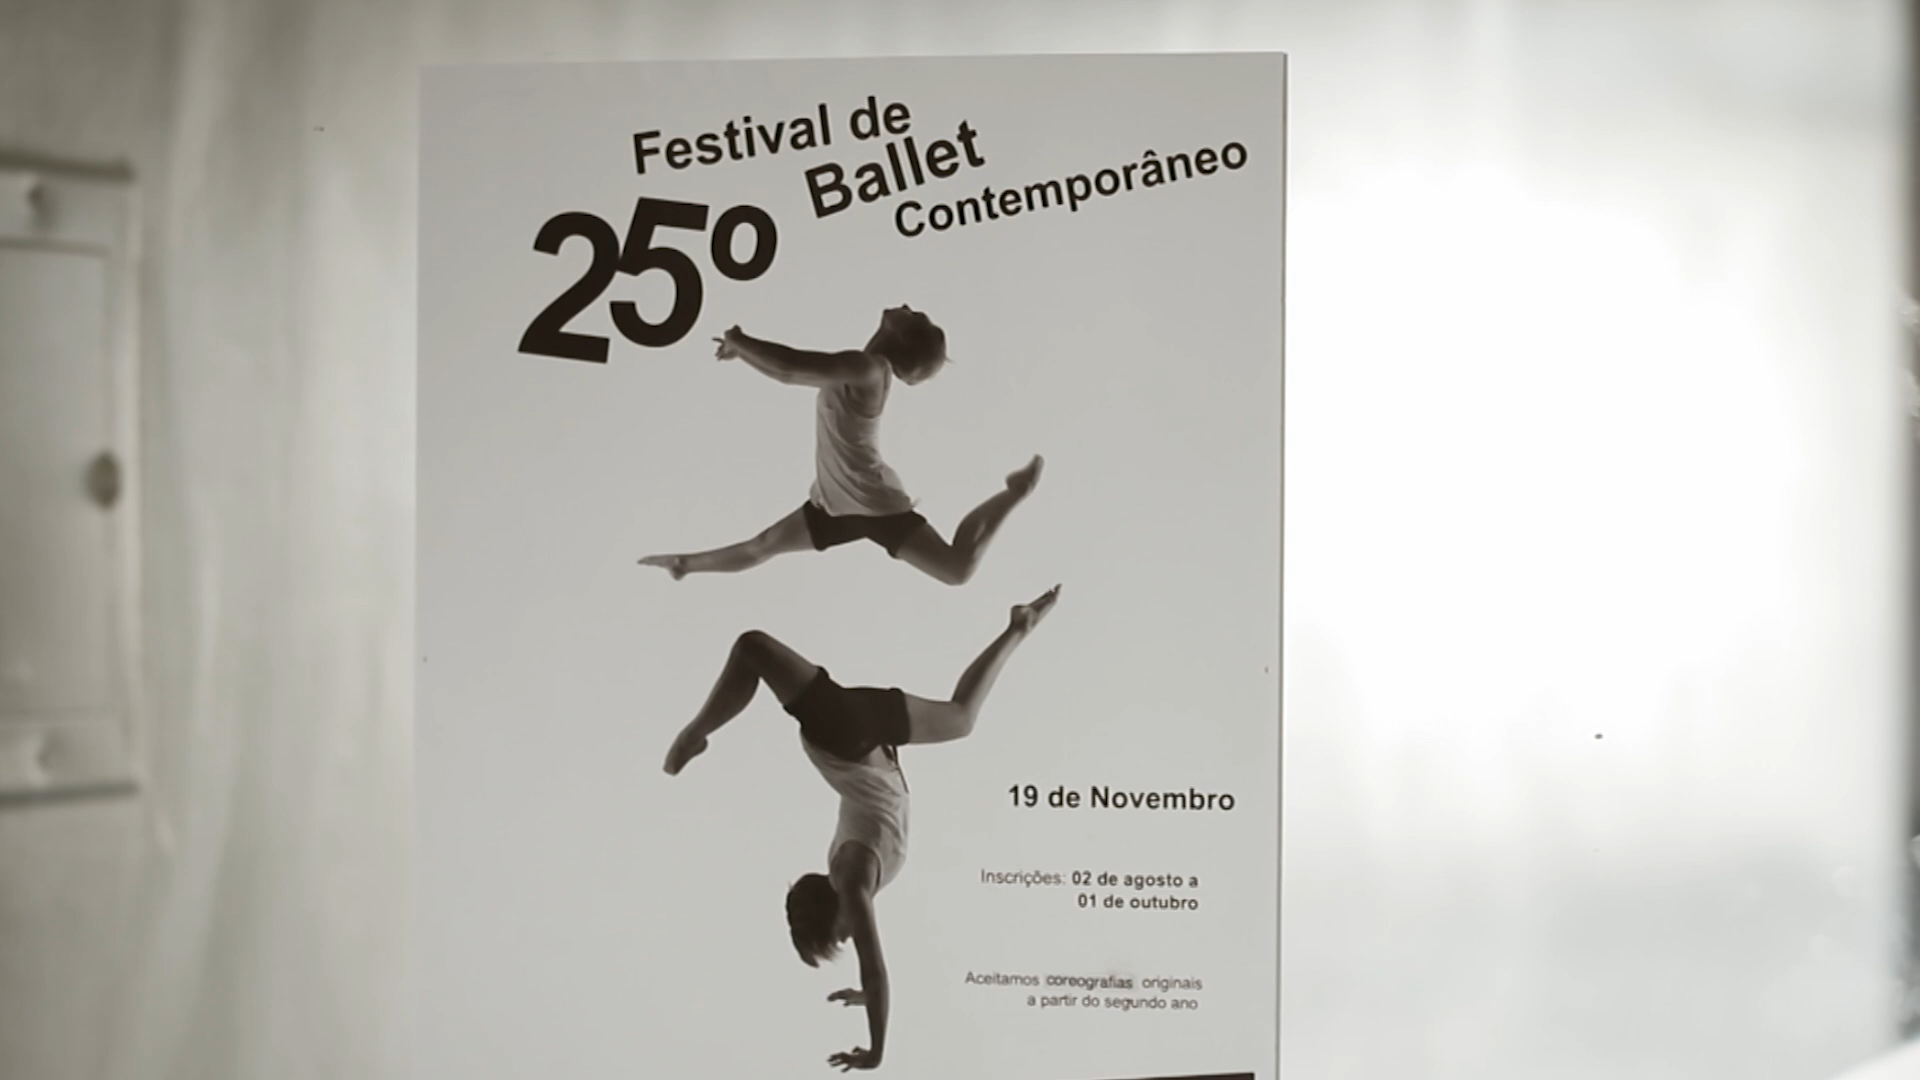 Festival de
25º Ballet
Contemporâneo
19 de Novembro
Inscrições: 02 de agosto a
01 de outubro
Aceitamos coreografias originais
a partir do segundo ano